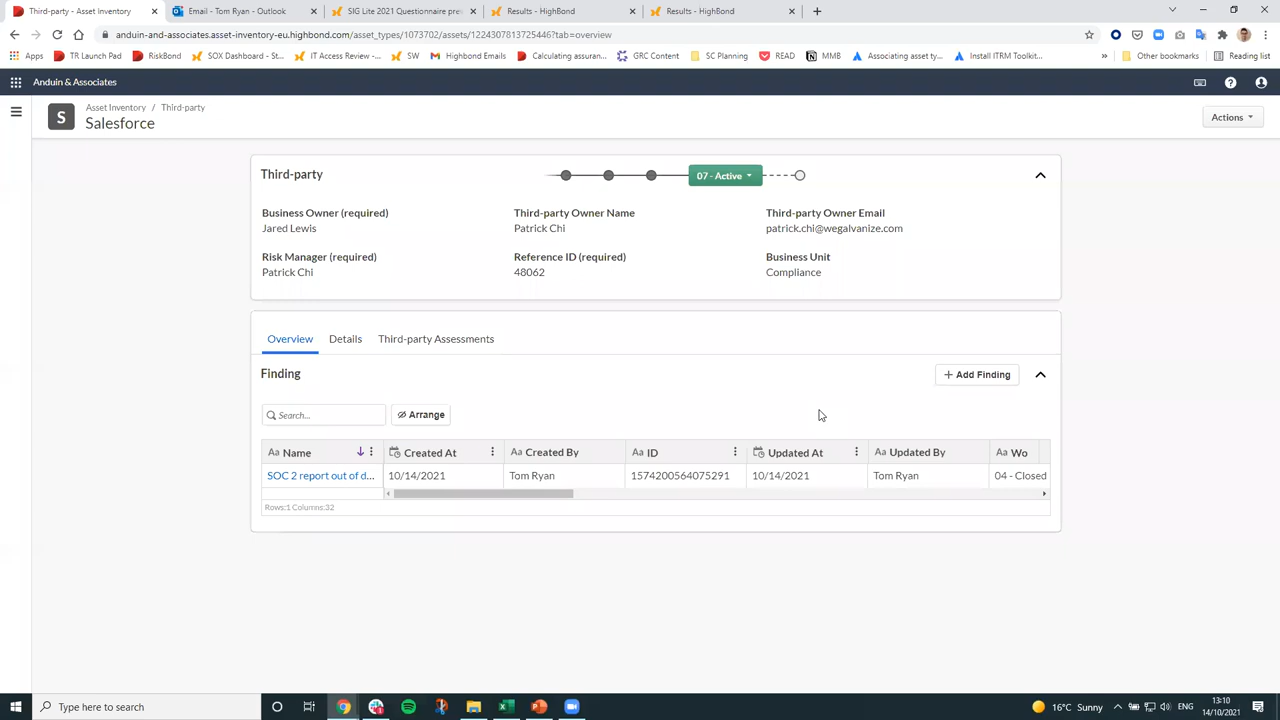 Third-party - Asset Inventory
Email - Tom Ryan - Outlook
SIG Lite 2021 Questionnaire pre
Results - HighBond
Results - HighBond
anduin-and-associates.asset-inventory-eu.highbond.com/asset_types/1073702/assets/1224307813725446?tab=overview
Apps
TR Launch Pad
RiskBond
SOX Dashboard - St...
IT Access Review -...
SW
Highbond Emails
Calculating assuran...
GRC Content
SC Planning
READ
MMB
Associating asset ty...
Install ITRM Toolkit...
»
Other bookmarks
Reading list
Anduin & Associates
S
Asset Inventory / Third-party
Salesforce
Actions
Third-party
07 - Active
Business Owner (required)
Jared Lewis
Third-party Owner Name
Patrick Chi
Third-party Owner Email
patrick.chi@wegalvanize.com
Risk Manager (required)
Patrick Chi
Reference ID (required)
48062
Business Unit
Compliance
Overview
Details
Third-party Assessments
Finding
+ Add Finding
Search...
Arrange
Aa Name
Created At
Aa Created By
Aa ID
Updated At
Aa Updated By
Aa Wo
SOC 2 report out of d...
10/14/2021
Tom Ryan
1574200564075291
10/14/2021
Tom Ryan
04 - Closed
Rows:1 Columns:32
Type here to search
16°C Sunny
ENG
13:10
14/10/2021